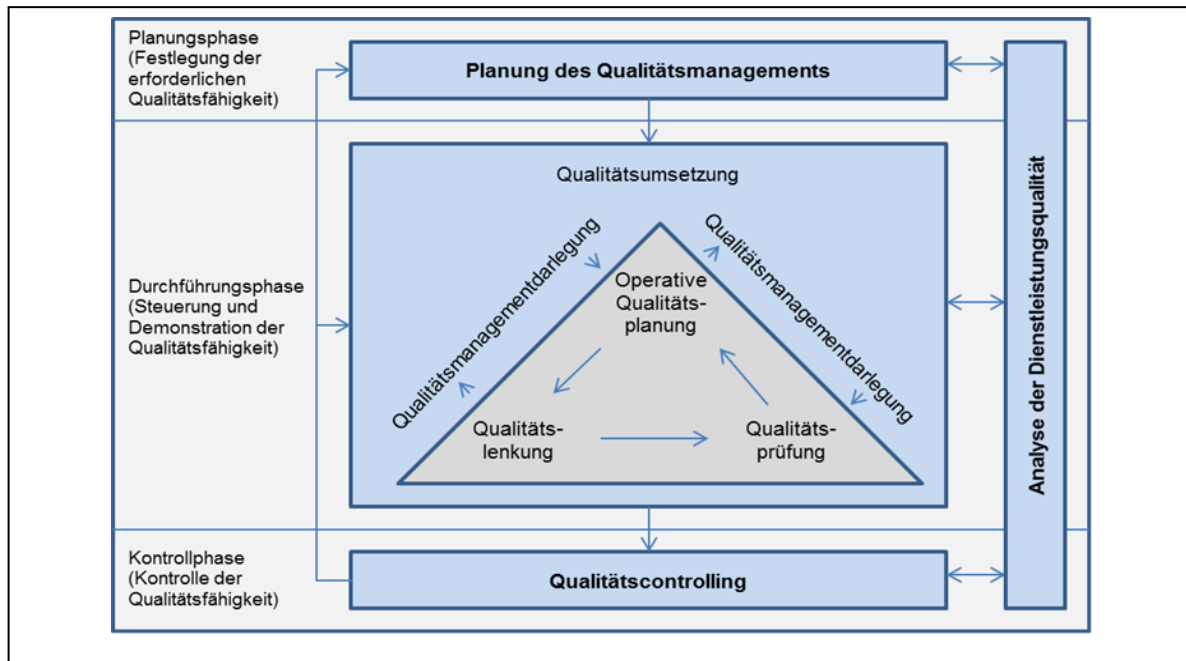 Planungsphase
(Festlegung der
erforderlichen
Qualitätsfähigkeit)
Planung des Qualitätsmanagements
Durchführungsphase
(Steuerung und
Demonstration der
Qualitätsfähigkeit)
Qualitätsumsetzung
Qualitätsmanagementdarlegung
Operative
Qualitäts-
planung
Qualitäts-
lenkung
Qualitäts-
prüfung
Qualitätsmanagementdarlegung
Kontrollphase
(Kontrolle der
Qualitätsfähigkeit)
Qualitätscontrolling
Analyse der Dienstleistungsqualität